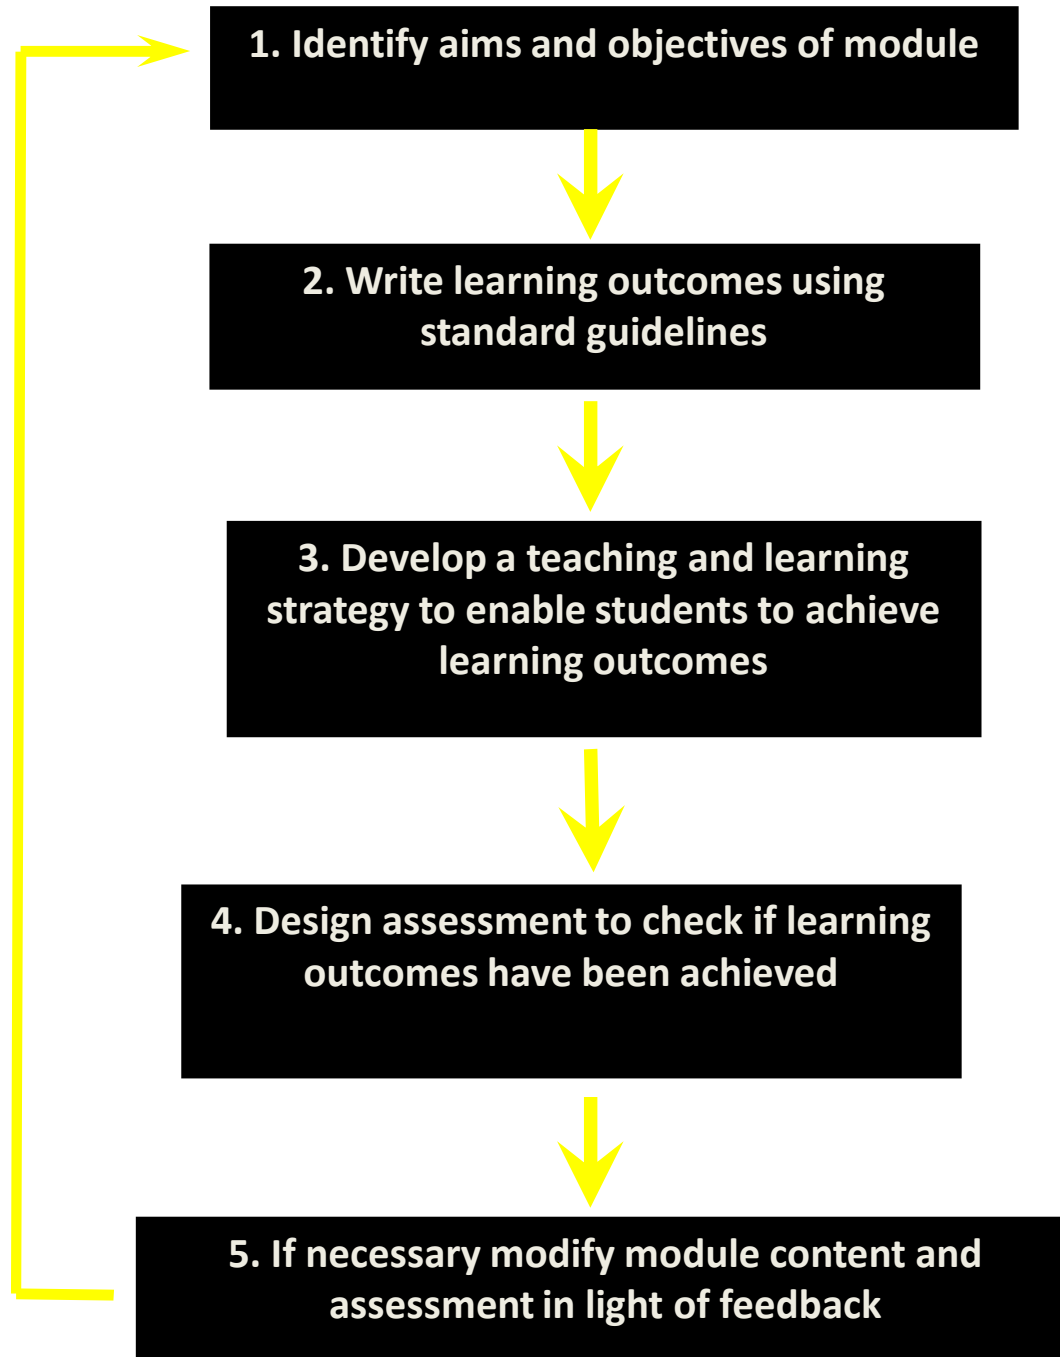 1. Identify aims and objectives of module
2. Write learning outcomes using
standard guidelines
3. Develop a teaching and learning
strategy to enable students to achieve
learning outcomes
4. Design assessment to check if learning
outcomes have been achieved
5. If necessary modify module content and
assessment in light of feedback